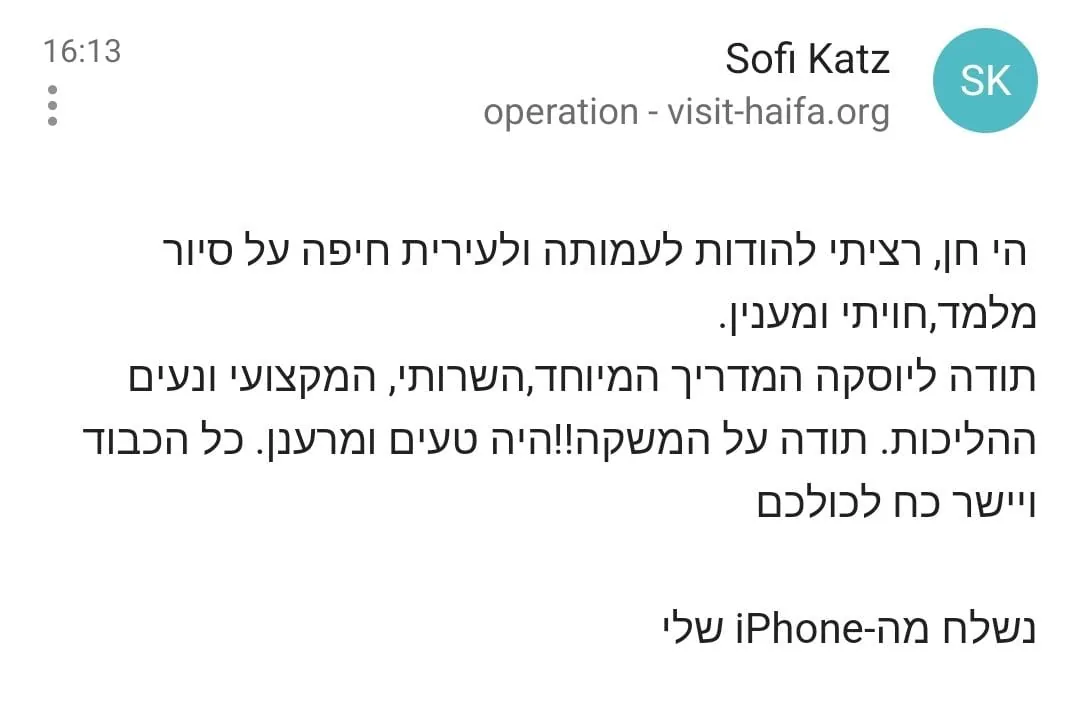 16:13
Sofi Katz
SK
operation - visit-haifa.org
הי חן, רציתי להודות לעמותה ולעירית חיפה על סיור
מלמד,חויתי ומענין.
תודה ליוסקה המדריך המיוחד,השרותי, המקצועי ונעים
ההליכות. תודה על המשקה!!היה טעים ומרענן. כל הכבוד
ויישר כח לכולכם
נשלח מה-iPhone שלי